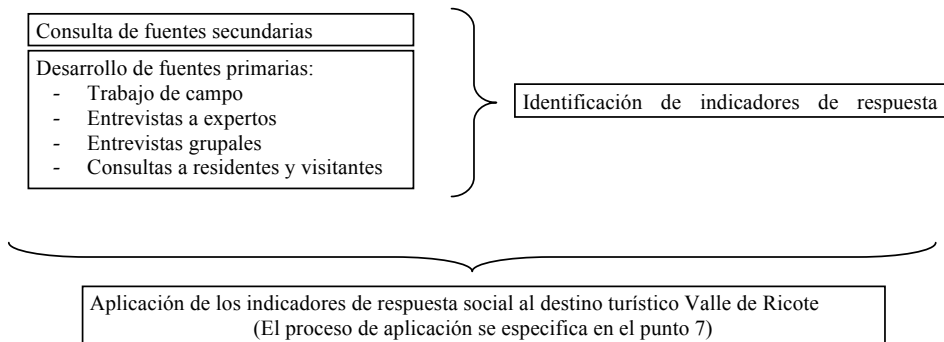 Consulta de fuentes secundarias
Desarrollo de fuentes primarias:
- Trabajo de campo
- Entrevistas a expertos
- Entrevistas grupales
- Consultas a residentes y visitantes
Identificación de indicadores de respuesta
Aplicación de los indicadores de respuesta social al destino turístico Valle de Ricote
(El proceso de aplicación se especifica en el punto 7)